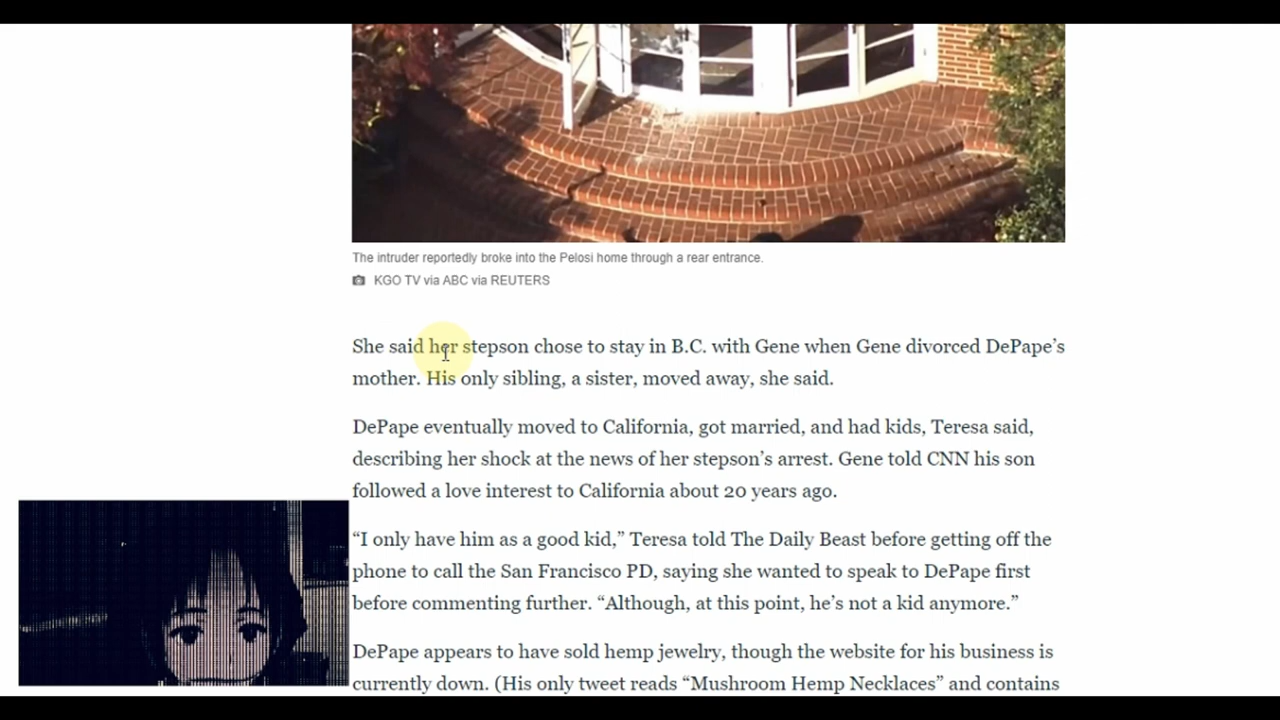 The intruder reportedly broke into the Pelosi home through a rear entrance.
KGO TV via ABC via REUTERS
She said her stepson chose to stay in B.C. with Gene when Gene divorced DePape’s
mother. His only sibling, a sister, moved away, she said.
DePape eventually moved to California, got married, and had kids, Teresa said,
describing her shock at the news of her stepson’s arrest. Gene told CNN his son
followed a love interest to California about 20 years ago.
“I only have him as a good kid,” Teresa told The Daily Beast before getting off the
phone to call the San Francisco PD, saying she wanted to speak to DePape first
before commenting further. “Although, at this point, he’s not a kid anymore.”
DePape appears to have sold hemp jewelry, though the website for his business is
currently down. (His only tweet reads “Mushroom Hemp Necklaces” and contains